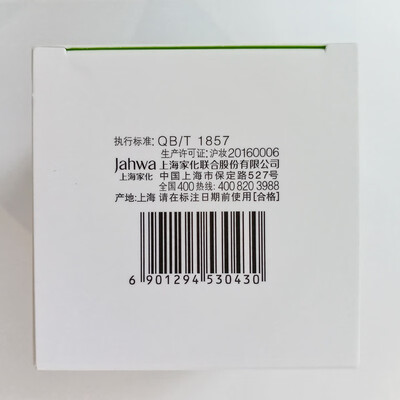 执行标准: QB/T 1857
生产许可证: 沪妆20160006
Jahwa 上海家化联合股份有限公司
上海家化 中国上海市保定路527号
全国400热线: 400 820 3988
产地:上海 请在标注日期前使用[合格]
6 901294 530430